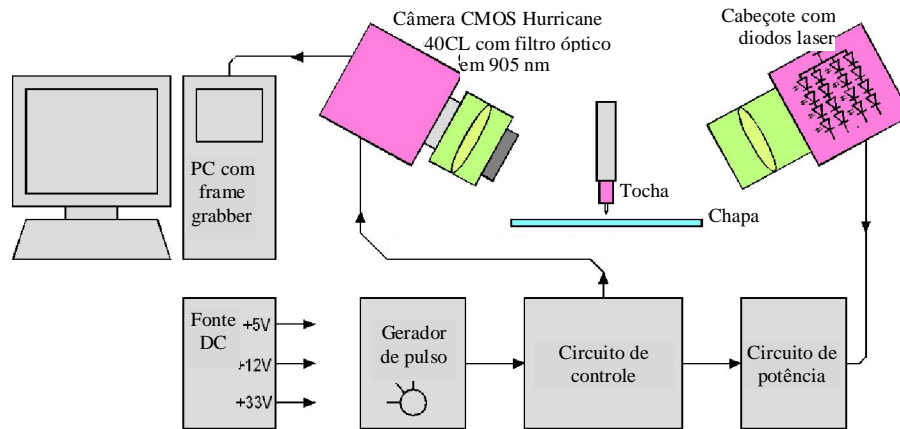 Câmera CMOS Hurricane
40CL com filtro óptico
em 905 nm
Cabeçote com
diodos laser
PC com
frame
grabber
Tocha
Chapa
Fonte
DC
+5V
+12V
+33V
Gerador
de pulso
Circuito de
controle
Circuito de
potência